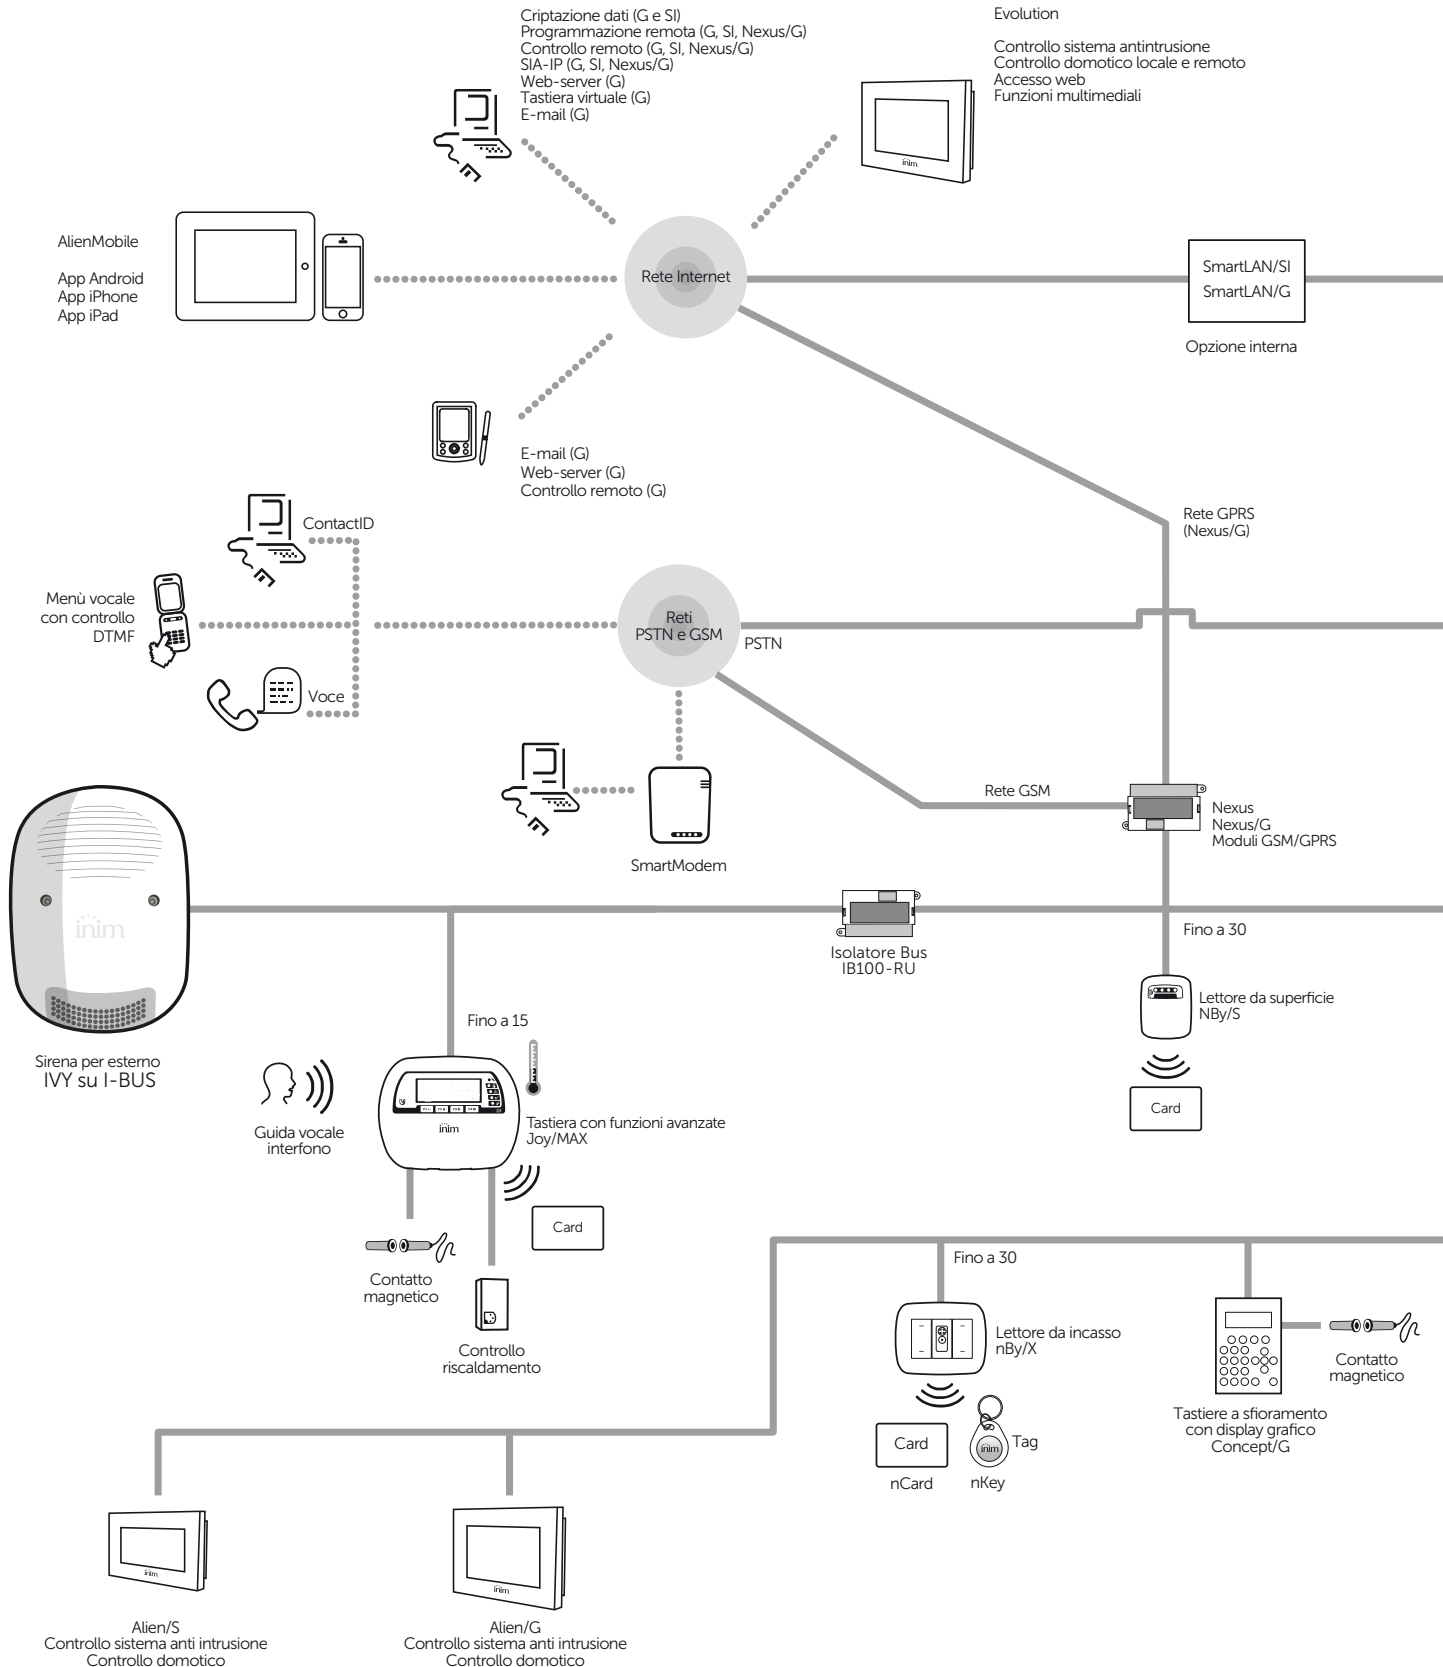 Criptazione dati (G e SI)
Programmazione remota (G, SI, Nexus/G)
Controllo remoto (G, SI, Nexus/G)
SIA-IP (G, SI, Nexus/G)
Web-server (G)
Tastiera virtuale (G)
E-mail (G)
Evolution
Controllo sistema antintrusione
Controllo domotico locale e remoto
Accesso web
Funzioni multimediali
inim
AlienMobile
App Android
App iPhone
App iPad
Rete Internet
SmartLAN/SI
SmartLAN/G
Opzione interna
E-mail (G)
Web-server (G)
Controllo remoto (G)
Rete GPRS
(Nexus/G)
ContactID
Menù vocale
con controllo
DTMF
Voce
Reti
PSTN e GSM
PSTN
SmartModem
Rete GSM
Nexus
Nexus/G
Moduli GSM/GPRS
inim
Isolatore Bus
IB100-RU
Fino a 30
Lettore da superficie
NBy/S
Card
Sirena per esterno
IVY su I-BUS
Fino a 15
Guida vocale
interfono
inim
Tastiera con funzioni avanzate
Joy/MAX
Card
Contatto
magnetico
Controllo
riscaldamento
Fino a 30
Lettore da incasso
nBy/X
Card
nCard
inim
Tag
nKey
Contatto
magnetico
Tastiere a sfioramento
con display grafico
Concept/G
inim
Alien/S
Controllo sistema anti intrusione
Controllo domotico
inim
Alien/G
Controllo sistema anti intrusione
Controllo domotico